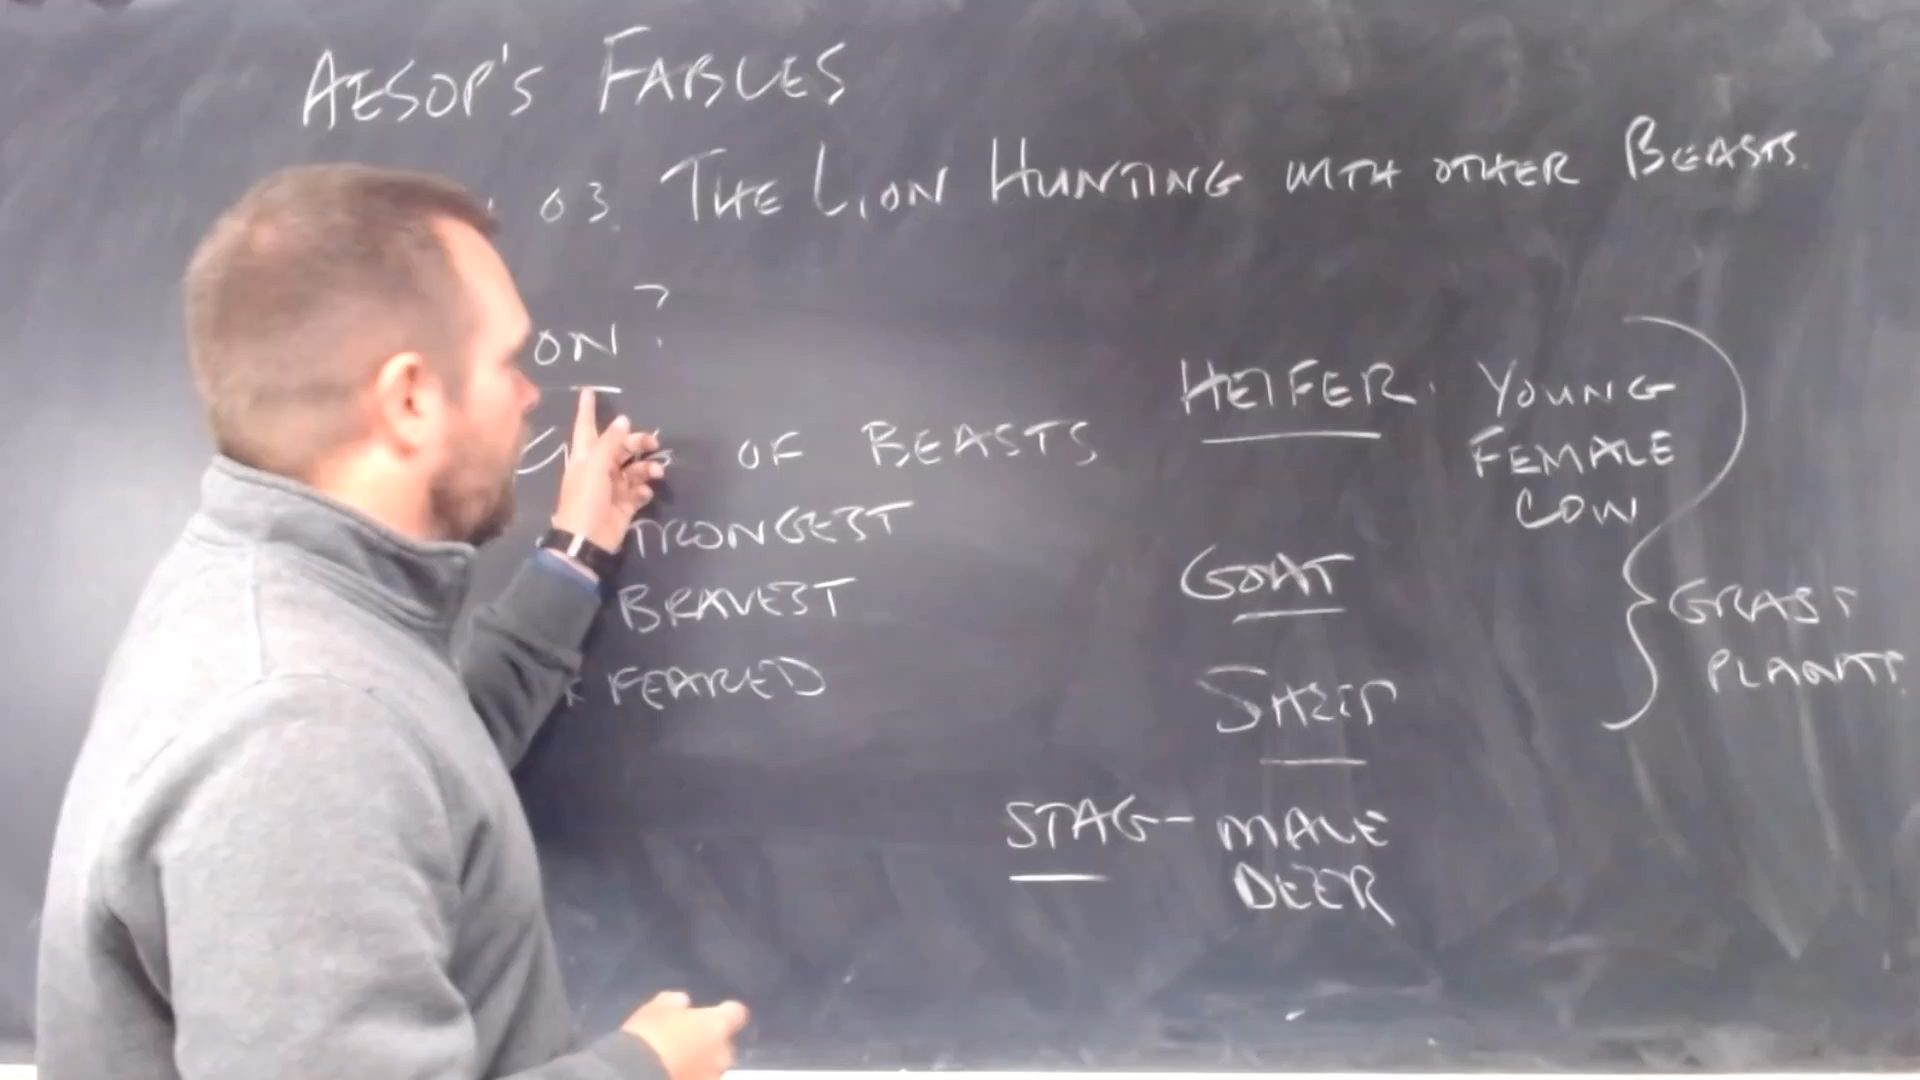 AESOP'S FABLES
03. THE LION HUNTING WITH OTHER BEASTS.
ON?
OF BEASTS
TRONGEST
BRAVEST
FEARED
HEIFER. YOUNG
FEMALE
COW
GOAT
SHEEP
STAG - MALE
DEER
GRASS
PLANTS.